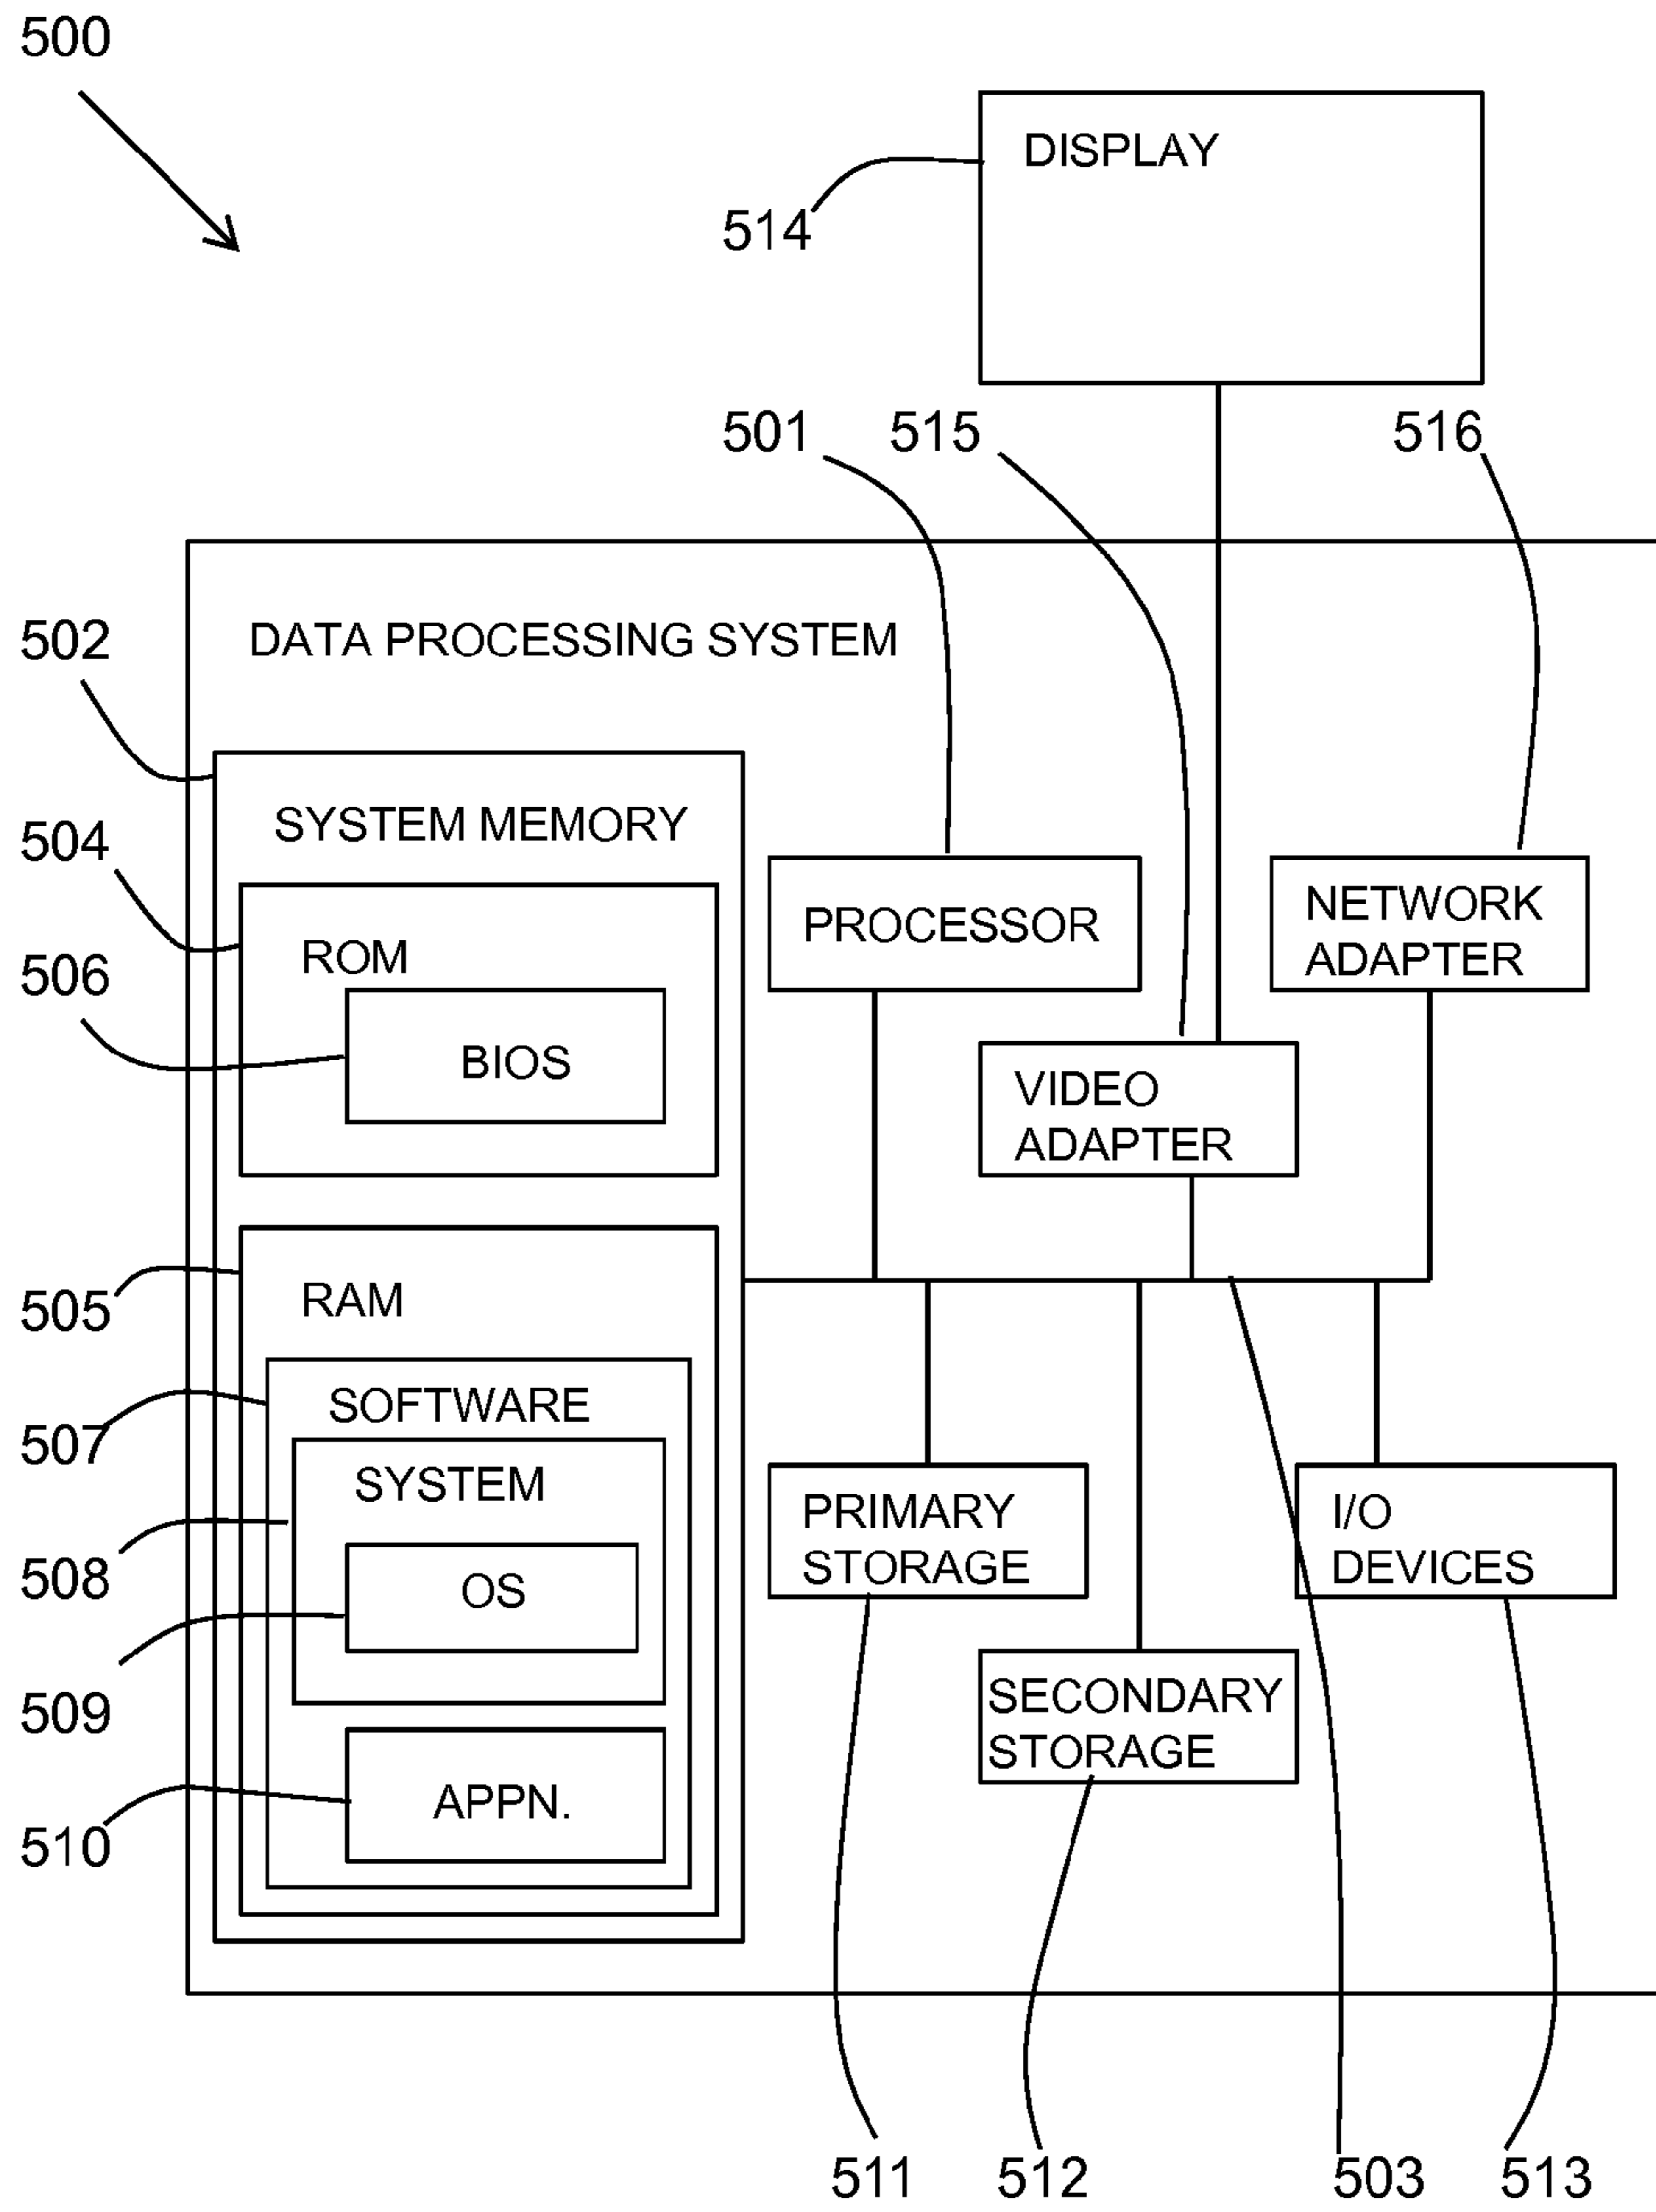 500
DISPLAY
514
501
515
516
502
DATA PROCESSING SYSTEM
504
SYSTEM MEMORY
PROCESSOR
NETWORK
ADAPTER
ROM
506
BIOS
VIDEO
ADAPTER
505
RAM
507
SOFTWARE
SYSTEM
PRIMARY
STORAGE
I/O
DEVICES
508
OS
509
SECONDARY
STORAGE
510
APPN.
511
512
503
513